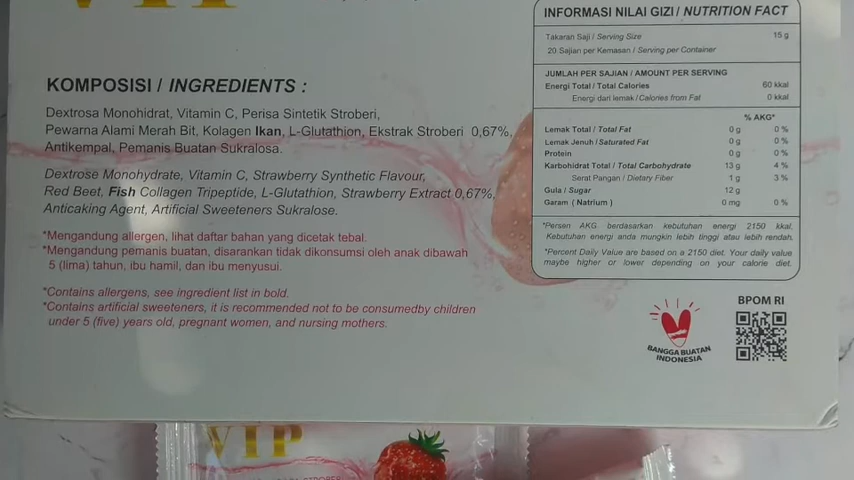 VIP
KOMPOSISI / INGREDIENTS :
Dextrosa Monohidrat, Vitamin C, Perisa Sintetik Stroberi,
Pewarna Alami Merah Bit, Kolagen Ikan, L-Glutathion, Ekstrak Stroberi 0,67%,
Antikempal, Pemanis Buatan Sukralosa.
Dextrose Monohydrate, Vitamin C, Strawberry Synthetic Flavour,
Red Beet, Fish Collagen Tripeptide, L-Glutathion, Strawberry Extract 0,67%,
Anticaking Agent, Artificial Sweeteners Sukralose.
*Mengandung allergen, lihat daftar bahan yang dicetak tebal.
*Mengandung pemanis buatan, disarankan tidak dikonsumsi oleh anak dibawah
5 (lima) tahun, ibu hamil, dan ibu menyusui.
*Contains allergens, see ingredient list in bold.
*Contains artificial sweeteners, it is recommended not to be consumedby children
under 5 (five) years old, pregnant women, and nursing mothers.
INFORMASI NILAI GIZI / NUTRITION FACT
Takaran Saji / Serving Size 15 g
20 Sajian per Kemasan / Serving per Container
JUMLAH PER SAJIAN / AMOUNT PER SERVING
Energi Total / Total Calories 60 kkal
Energi dari lemak / Calories from Fat 0 kkal
% AKG*
Lemak Total / Total Fat 0 g 0 %
Lemak Jenuh / Saturated Fat 0 g 0 %
Protein 0 g 0 %
Karbohidrat Total / Total Carbohydrate 13 g 4 %
Serat Pangan / Dietary Fiber 1 g 3 %
Gula / Sugar 12 g
Garam ( Natrium ) 0 mg 0 %
*Persen AKG berdasarkan kebutuhan energi 2150 kkal.
Kebutuhan energi anda mungkin lebih tinggi atau lebih rendah.
*Percent Daily Value are based on a 2150 diet. Your daily value
maybe higher or lower depending on your calorie diet.
BANGGA BUATAN
INDONESIA
BPOM RI
VIP